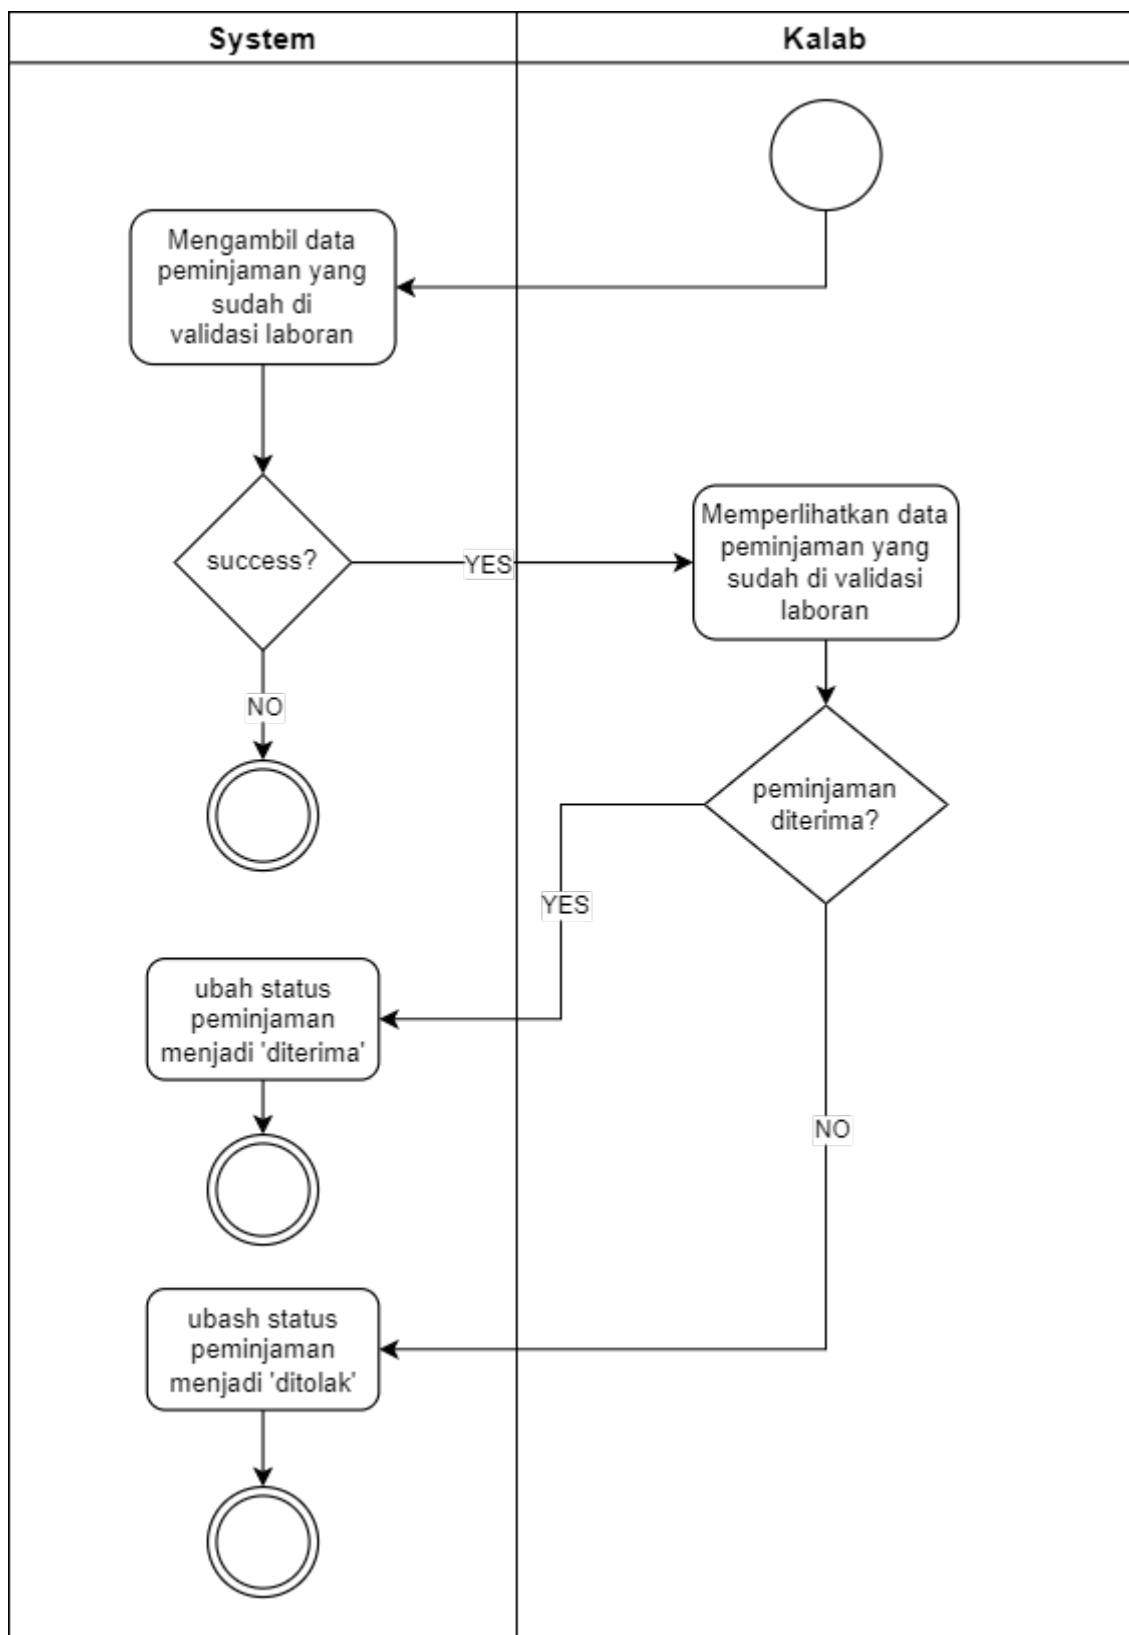 System
Kalab
Mengambil data
peminjaman yang
sudah di
validasi laboran
success?
YES
Memperlihatkan data
peminjaman yang
sudah di validasi
laboran
NO
peminjaman
diterima?
YES
ubah status
peminjaman
menjadi 'diterima'
NO
ubash status
peminjaman
menjadi 'ditolak'